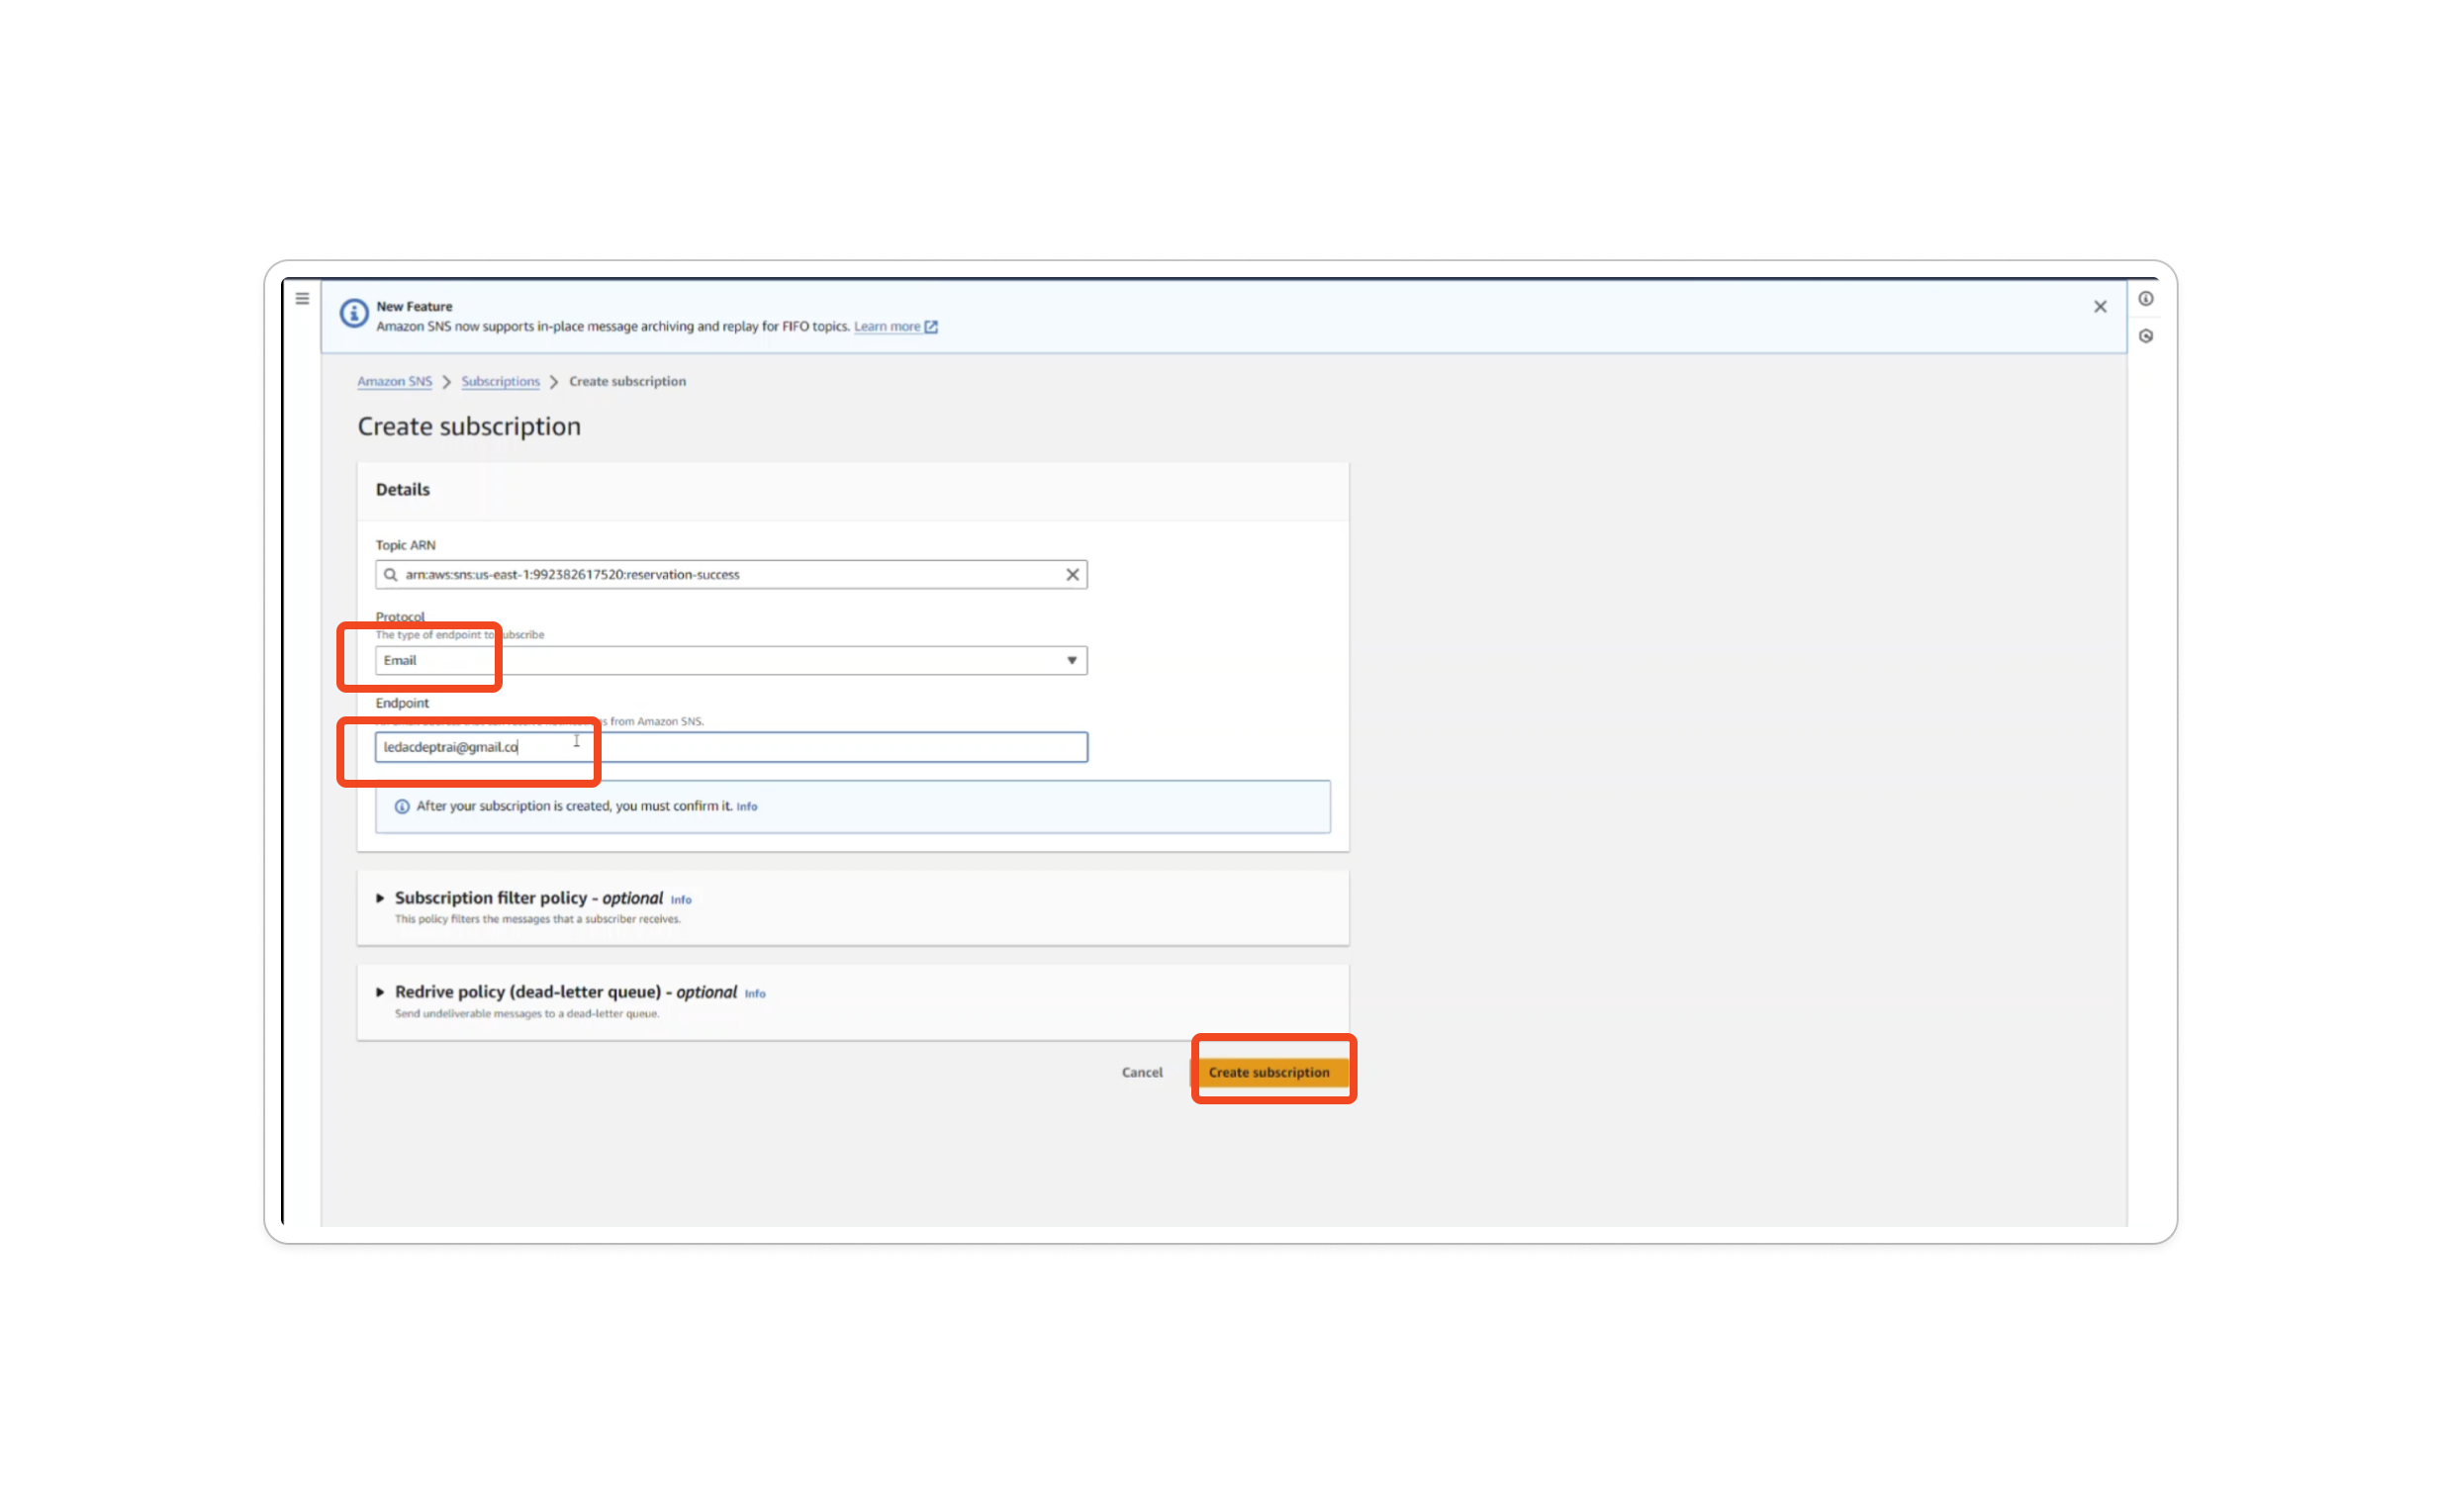 New Feature
Amazon SNS now supports in-place message archiving and replay for FIFO topics. Learn more
Amazon SNS > Subscriptions > Create subscription
Create subscription
Details
Topic ARN
arn:aws:sns:us-east-1:992382617520:reservation-success
Protocol
The type of endpoint to subscribe
Email
Endpoint
from Amazon SNS.
ledacdeptrai@gmail.co
After your subscription is created, you must confirm it. Info
Subscription filter policy - optional Info
This policy filters the messages that a subscriber receives.
Redrive policy (dead-letter queue) - optional Info
Send undeliverable messages to a dead-letter queue.
Cancel
Create subscription